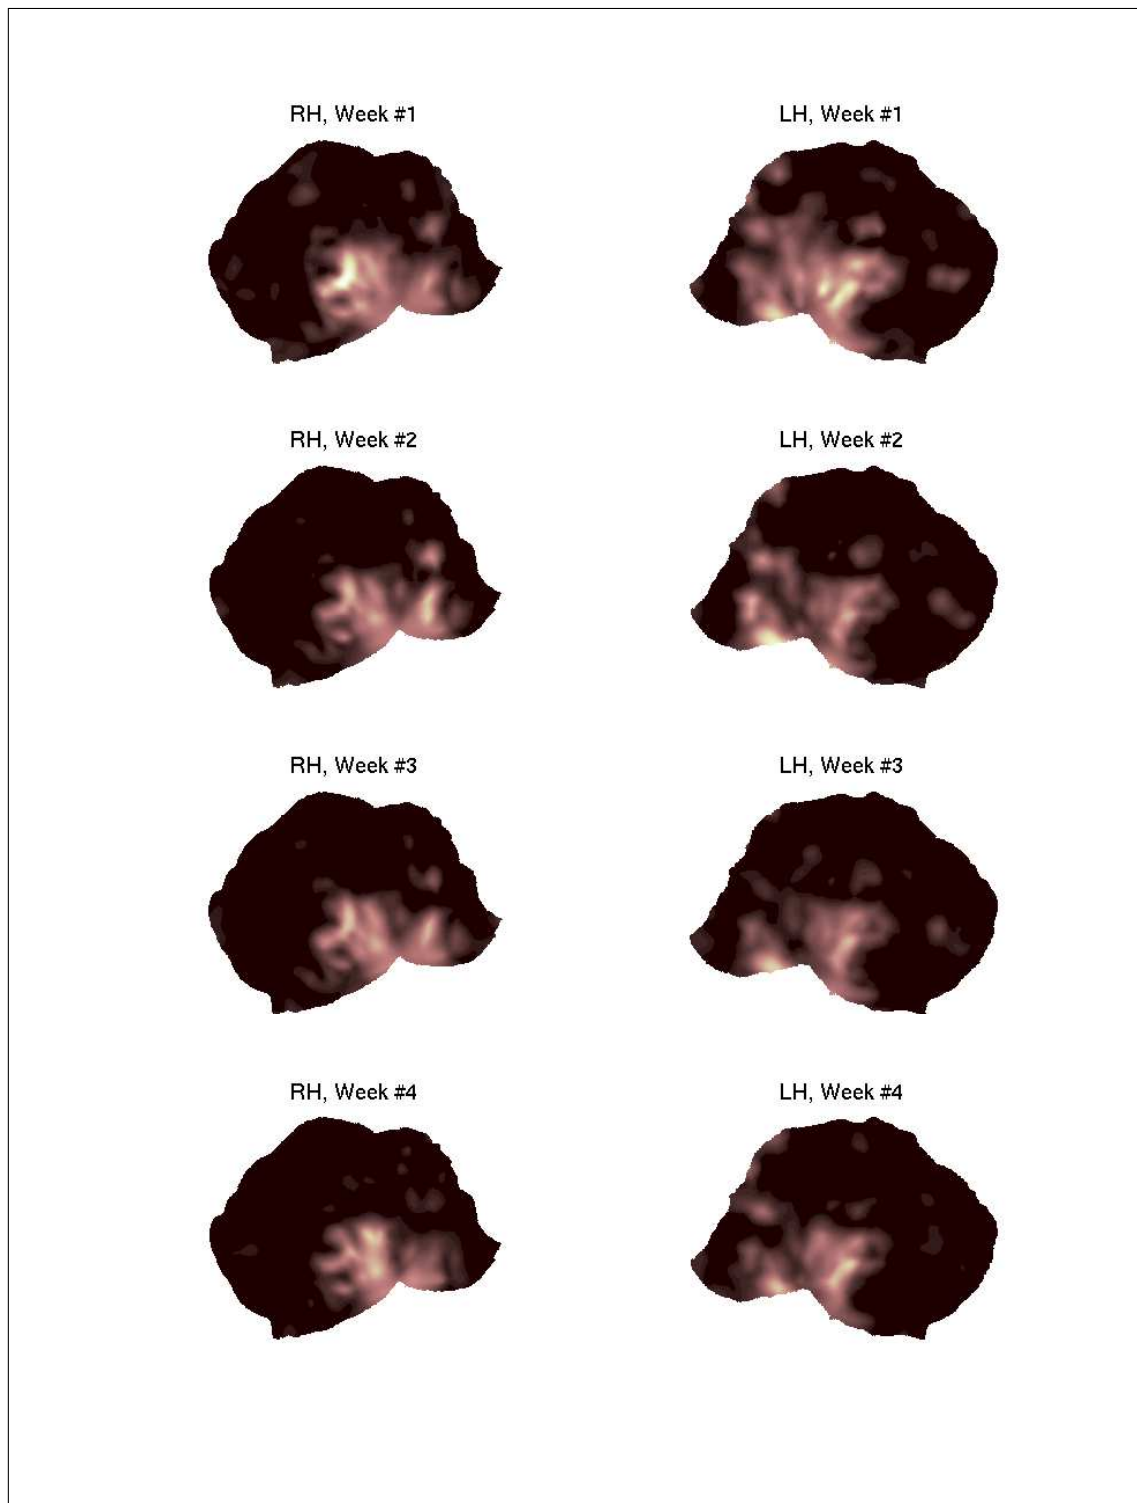 RH, Week #1
LH, Week #1
RH, Week #2
LH, Week #2
RH, Week #3
LH, Week #3
RH, Week #4
LH, Week #4